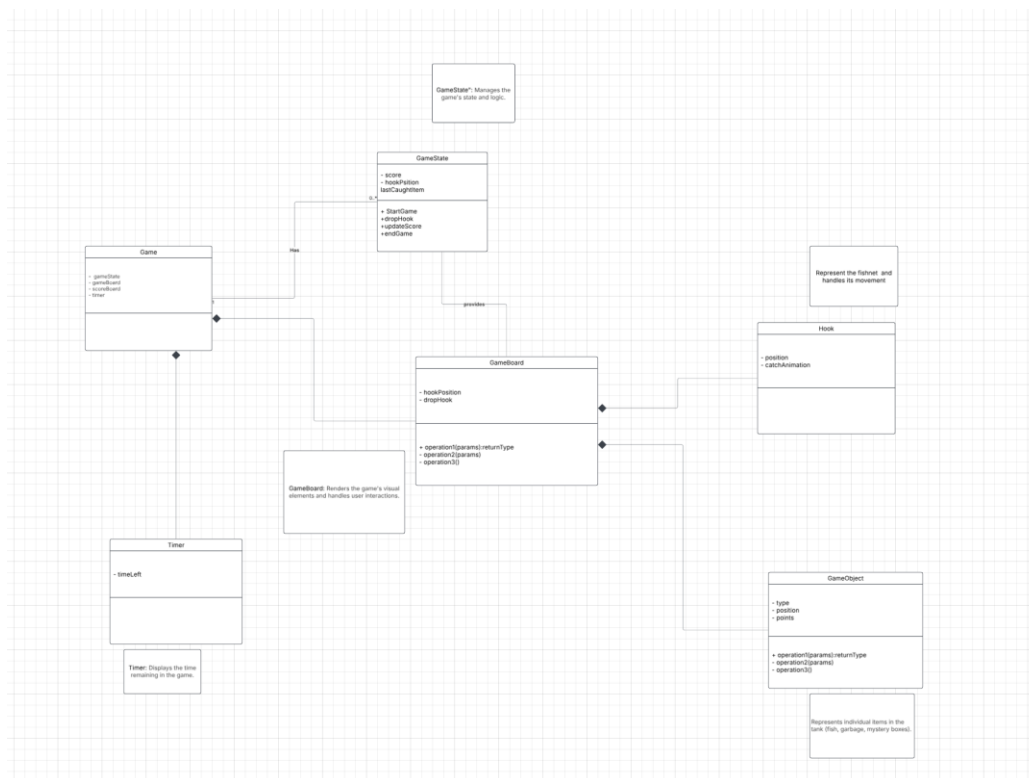 GameState": Manages the
game's state and logic.
GameState
- score
- hookPsition
lastCaughtItem
+ StartGame
+dropHook
+updateScore
+endGame
0..*
Has
1
Game
- gameState
- gameBoard
- scoreBoard
- timer
provides
Represent the fishnet and
handles its movement
Hook
- position
- catchAnimation
GameBoard
- hookPosition
- dropHook
+ operation1(params):returnType
- operation2(params)
- operation3()
GameBoard: Renders the game's visual
elements and handles user interactions.
Timer
- timeLeft
Timer: Displays the time
remaining in the game.
GameObject
- type
- position
- points
+ operation1(params):returnType
- operation2(params)
- operation3()
Represents individual items in the
tank (fish, garbage, mystery boxes).